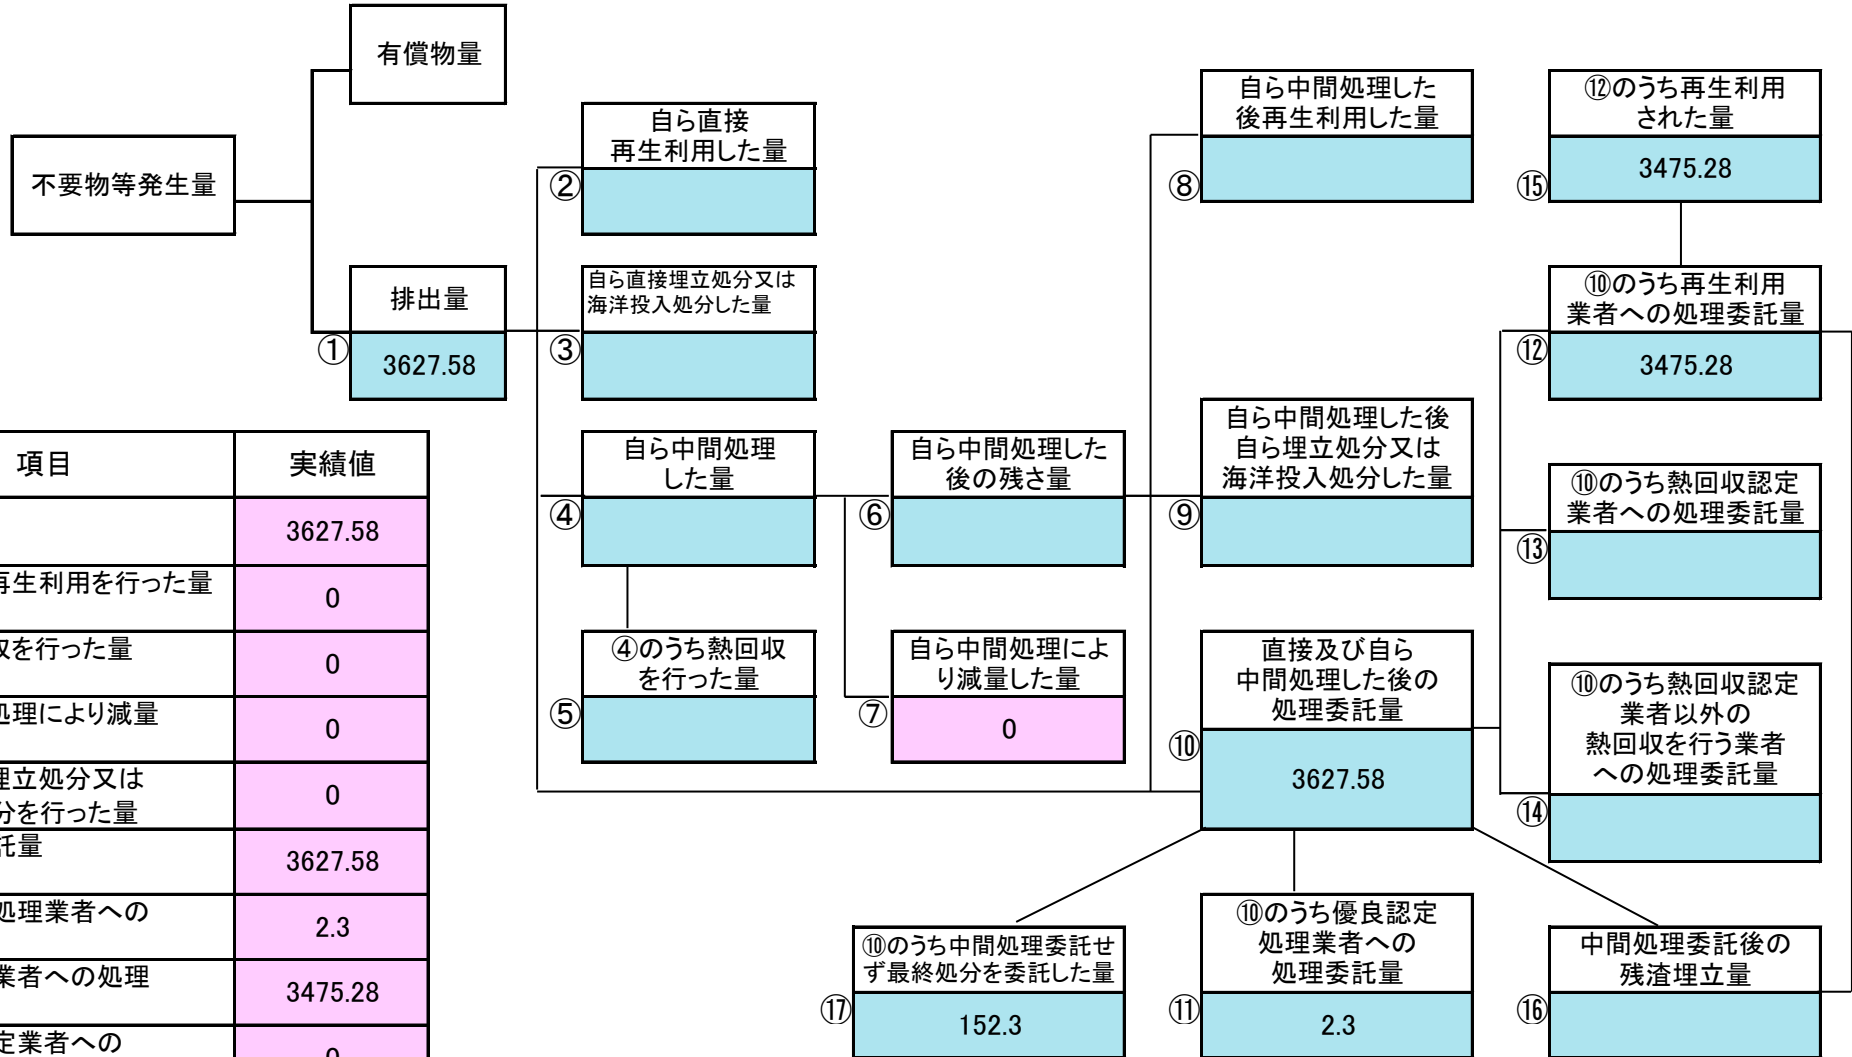 有償物量
不要物等発生量
排出量
①
3627.58
自ら直接
再生利用した量
②
自ら直接埋立処分又は
海洋投入処分した量
③
自ら中間処理
した量
④
④のうち熱回収
を行った量
⑤
自ら中間処理した
後の残さ量
⑥
自ら中間処理によ
り減量した量
⑦
0
自ら中間処理した
後再生利用した量
⑧
自ら中間処理した後
自ら埋立処分又は
海洋投入処分した量
⑨
直接及び自ら
中間処理した後の
処理委託量
⑩
3627.58
⑫のうち再生利用
された量
⑮
3475.28
⑩のうち再生利用
業者への処理委託量
⑫
3475.28
⑩のうち熱回収認定
業者への処理委託量
⑬
⑩のうち熱回収認定
業者以外の
熱回収を行う業者
への処理委託量
⑭
⑩のうち中間処理委託せ
ず最終処分を委託した量
⑰
152.3
⑩のうち優良認定
処理業者への
処理委託量
⑪
2.3
中間処理委託後の
残渣埋立量
⑯
項目 実績値
3627.58
再生利用を行った量 0
を行った量 0
処理により減量 0
埋立処分又は
分を行った量 0
託量 3627.58
処理業者への 2.3
業者への処理 3475.28
定業者への 0